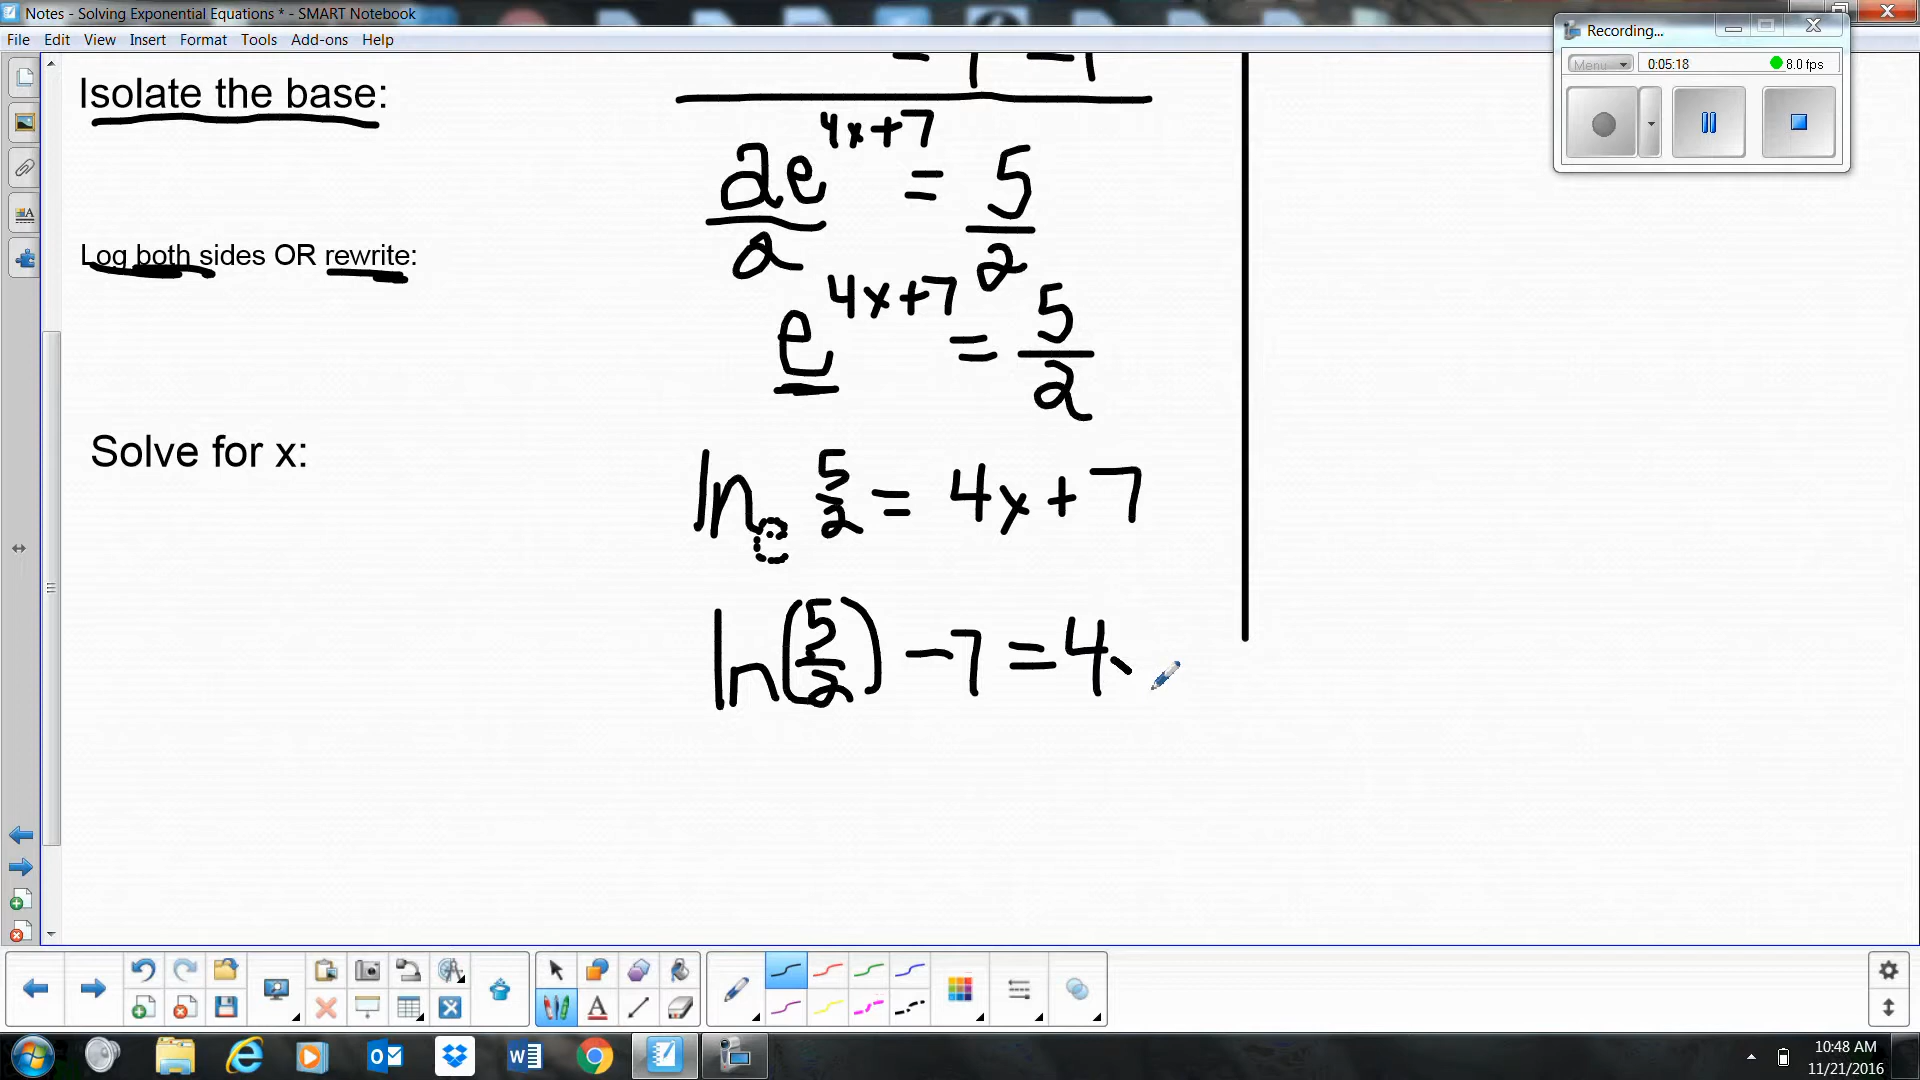 Notes - Solving Exponential Equations * - SMART Notebook
File Edit View Insert Format Tools Add-ons Help
Recording...
Menu 0:05:18 8.0 fps
Isolate the base:
2e^{4x+7} = 5
2 2
Log both sides OR rewrite:
e^{4x+7} = 5/2
Solve for x:
ln_e 5/2 = 4x + 7
ln(5/2) - 7 = 4
10:48 AM
11/21/2016